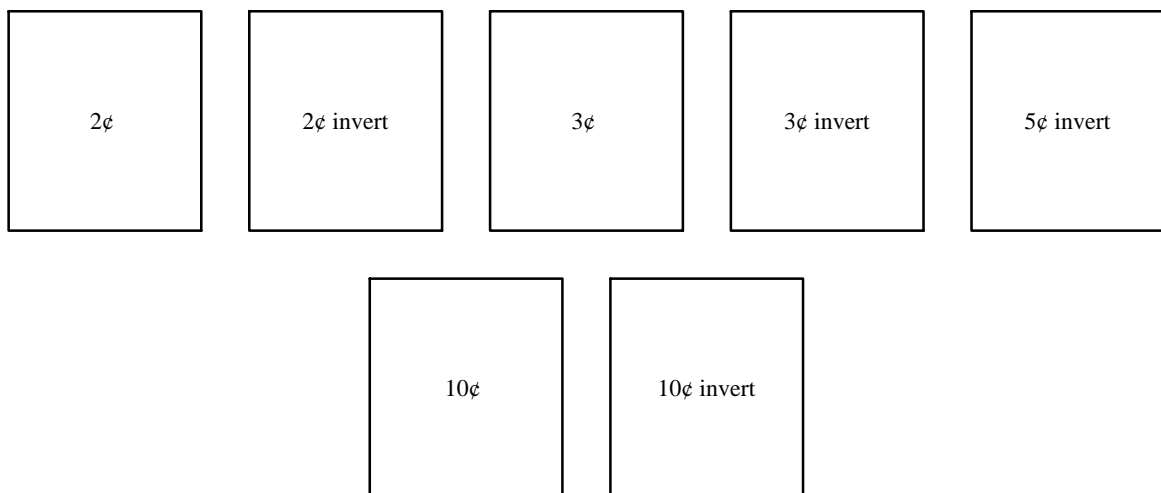 2¢
2¢ invert
3¢
3¢ invert
5¢ invert
10¢
10¢ invert